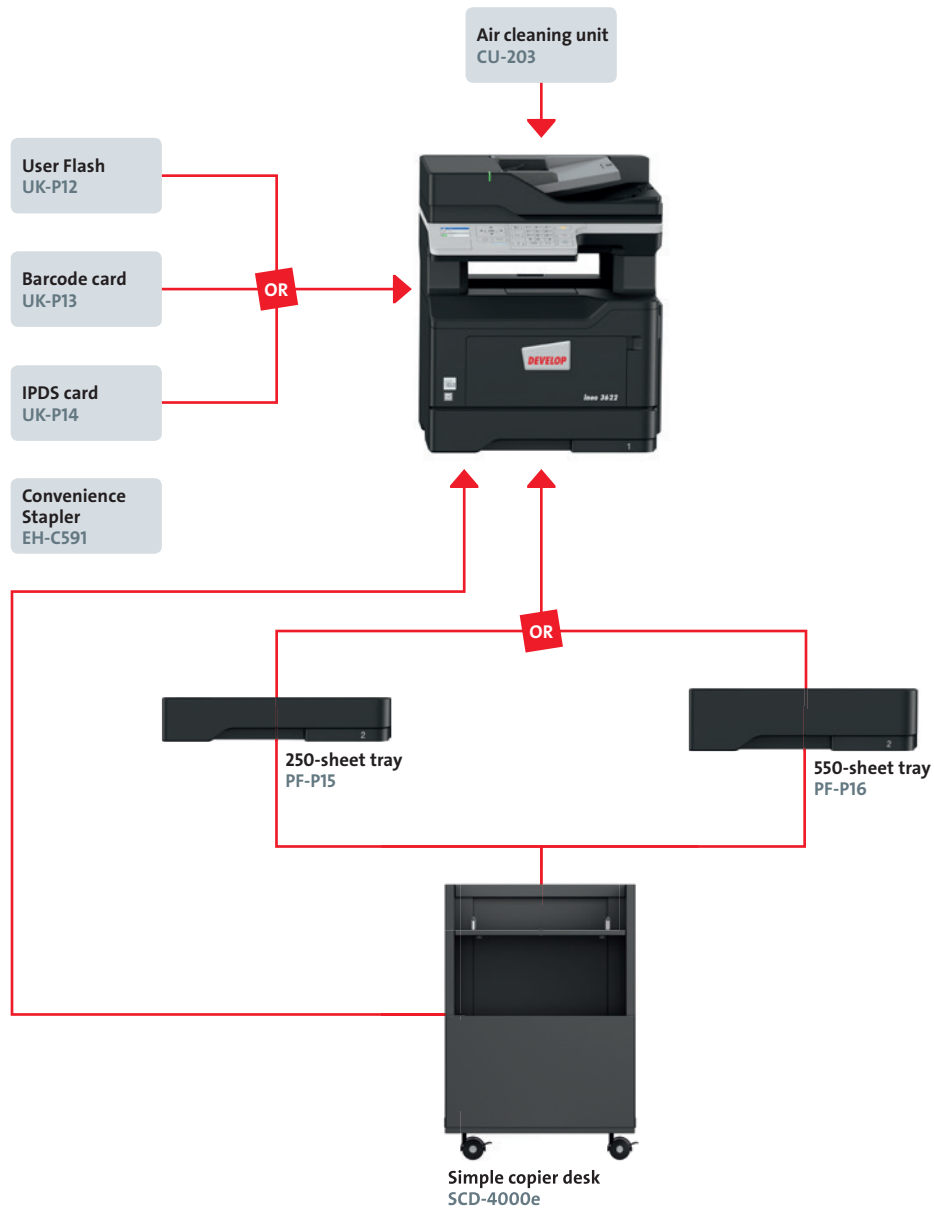 Air cleaning unit
CU-203
User Flash
UK-P12
Barcode card
UK-P13
OR
IPDS card
UK-P14
DEVELOP
ineo 3622
1
Convenience
Stapler
EH-C591
OR
2
250-sheet tray
PF-P15
2
550-sheet tray
PF-P16
Simple copier desk
SCD-4000e